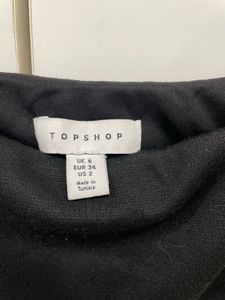 TOPSHOP
UK 6
EUR 34
US 2
Made in
Tunisia